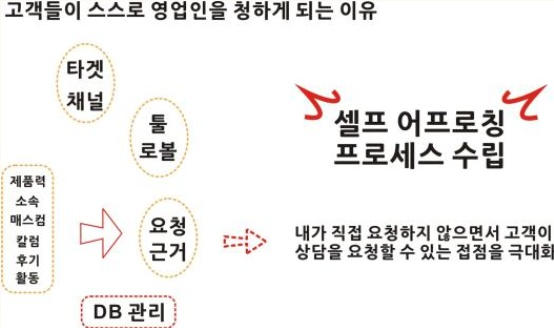 고객들이 스스로 영업인을 청하게 되는 이유
타겟
채널
툴
로볼
셀프 어프로칭
프로세스 수립
제품력
소속
매스컴
칼럼
후기
활동
요청
근거
내가 직접 요청하지 않으면서 고객이
상담을 요청할 수 있는 접점을 극대화
DB 관리